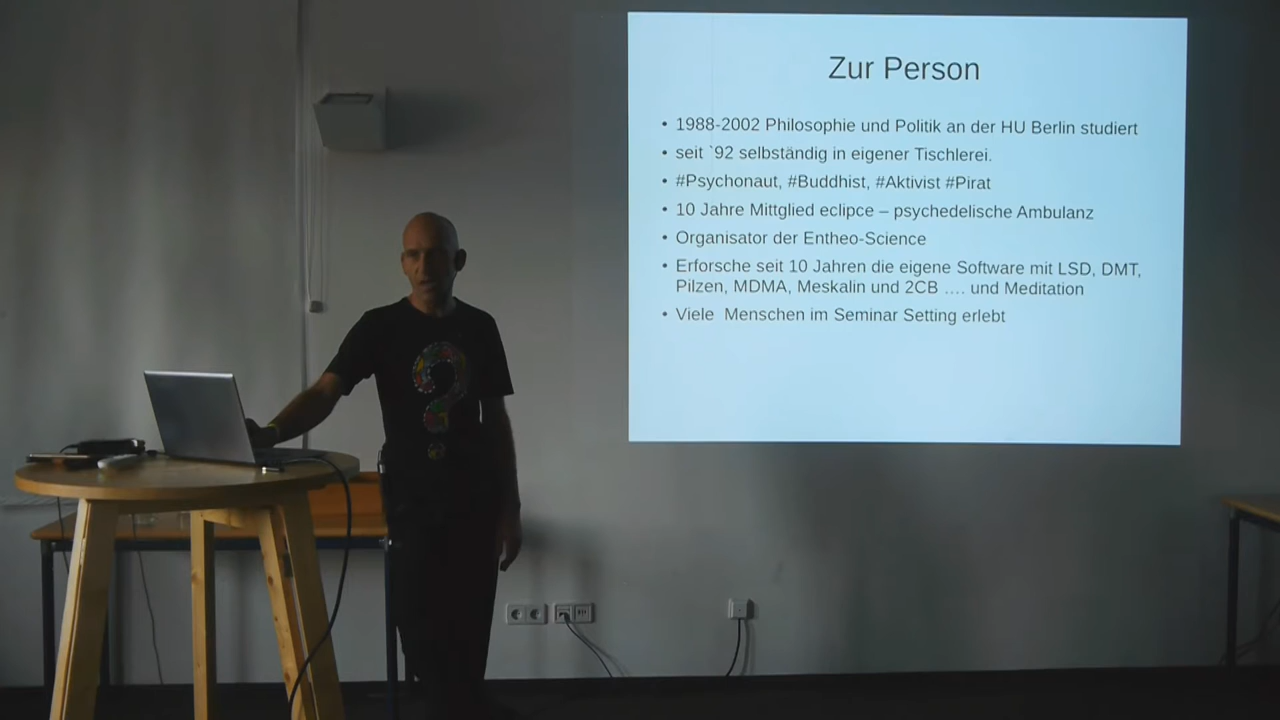 Zur Person
• 1988-2002 Philosophie und Politik an der HU Berlin studiert
• seit `92 selbständig in eigener Tischlerei.
• #Psychonaut, #Buddhist, #Aktivist #Pirat
• 10 Jahre Mittglied eclipce – psychedelische Ambulanz
• Organisator der Entheo-Science
• Erforsche seit 10 Jahren die eigene Software mit LSD, DMT,
Pilzen, MDMA, Meskalin und 2CB …. und Meditation
• Viele Menschen im Seminar Setting erlebt
?